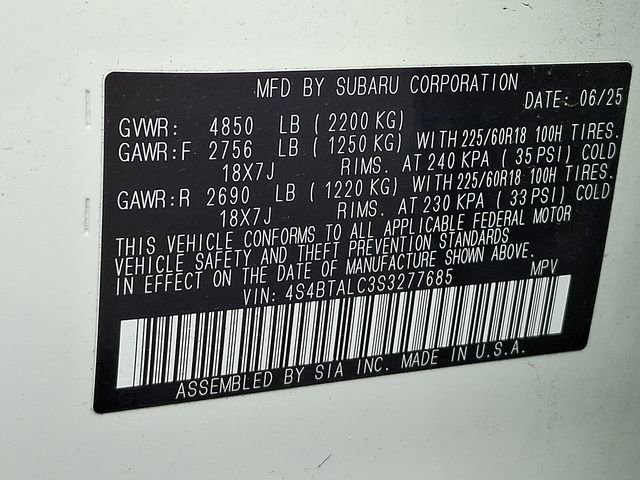 MFD BY SUBARU CORPORATION
DATE: 06/25
GVWR: 4850 LB ( 2200 KG)
GAWR:F 2756 LB ( 1250 KG) WITH 225/60R18 100H TIRES.
18X7J RIMS. AT 240 KPA ( 35 PSI) COLD
GAWR:R 2690 LB ( 1220 KG) WITH 225/60R18 100H TIRES.
18X7J RIMS. AT 230 KPA ( 33 PSI) COLD
THIS VEHICLE CONFORMS TO ALL APPLICABLE FEDERAL MOTOR
VEHICLE SAFETY AND THEFT PREVENTION STANDARDS
IN EFFECT ON THE DATE OF MANUFACTURE SHOWN ABOVE.
VIN: 4S4BTALC3S3277685 MPV
ASSEMBLED BY SIA INC. MADE IN U.S.A.